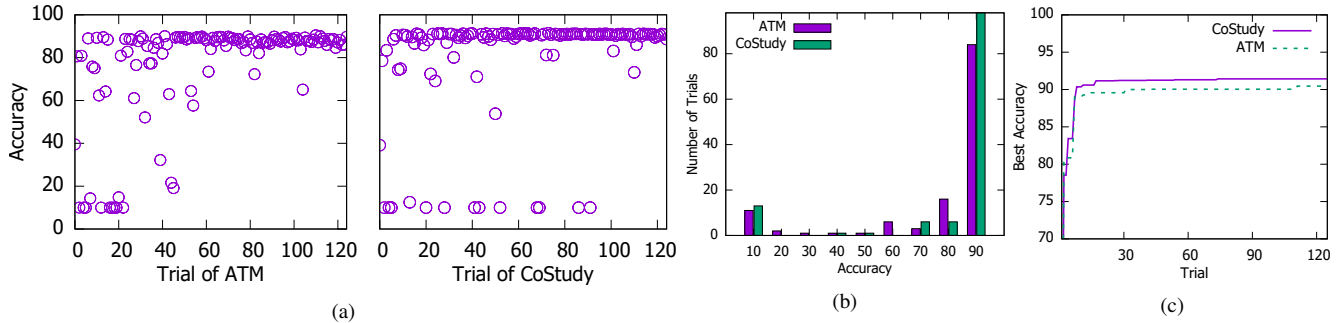 100
80
60
40
20
0
Accuracy
0 20 40 60 80 100 120
Trial of ATM
0 20 40 60 80 100 120
Trial of CoStudy
(a)
ATM
CoStudy
80
60
40
20
Number of Trials
10 20 30 40 50 60 70 80 90
Accuracy
(b)
100
95
90
85
80
75
70
Best Accuracy
CoStudy
ATM
30 60 90 120
Trial
(c)